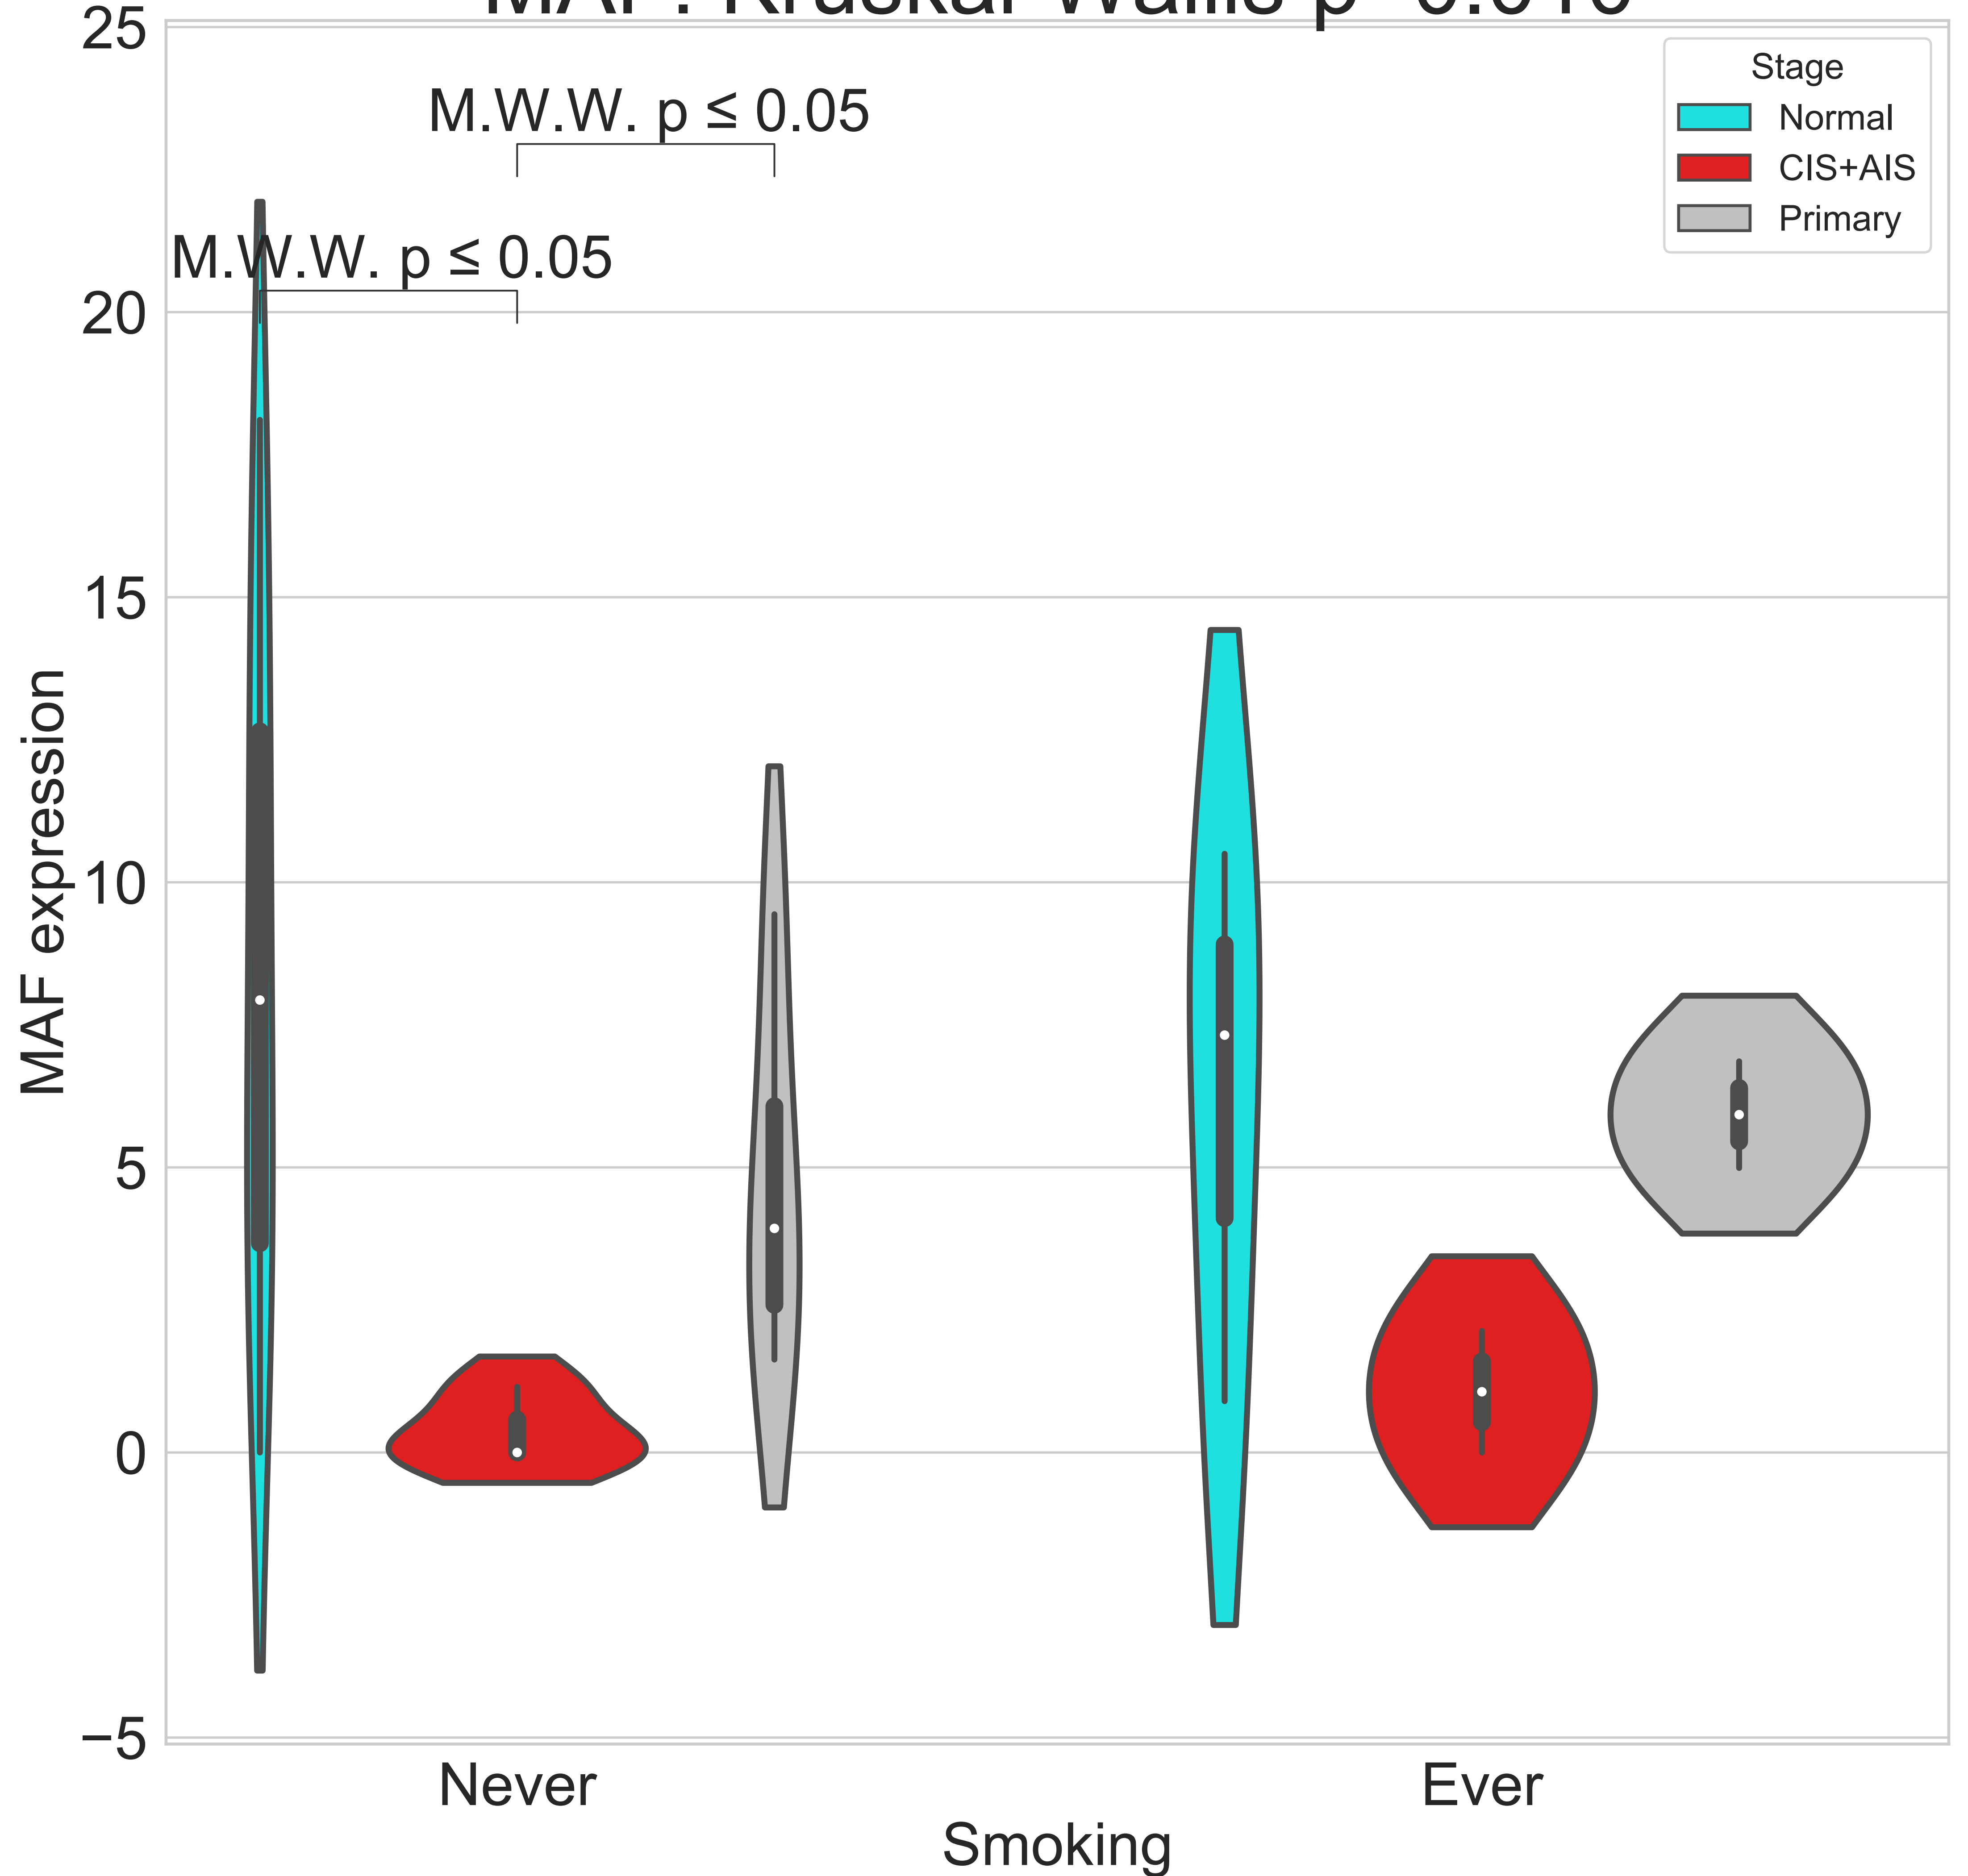 25
M.W.W. p ≤ 0.05
M.W.W. p ≤ 0.05
20
15
10
5
0
−5
MAF expression
Stage
Normal
CIS+AIS
Primary
Never
Ever
Smoking